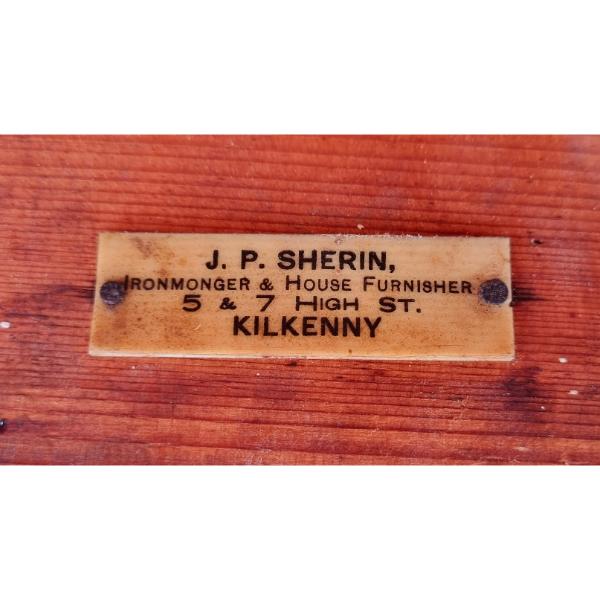 J. P. SHERIN,
IRONMONGER & HOUSE FURNISHER
5 & 7 HIGH ST.
KILKENNY